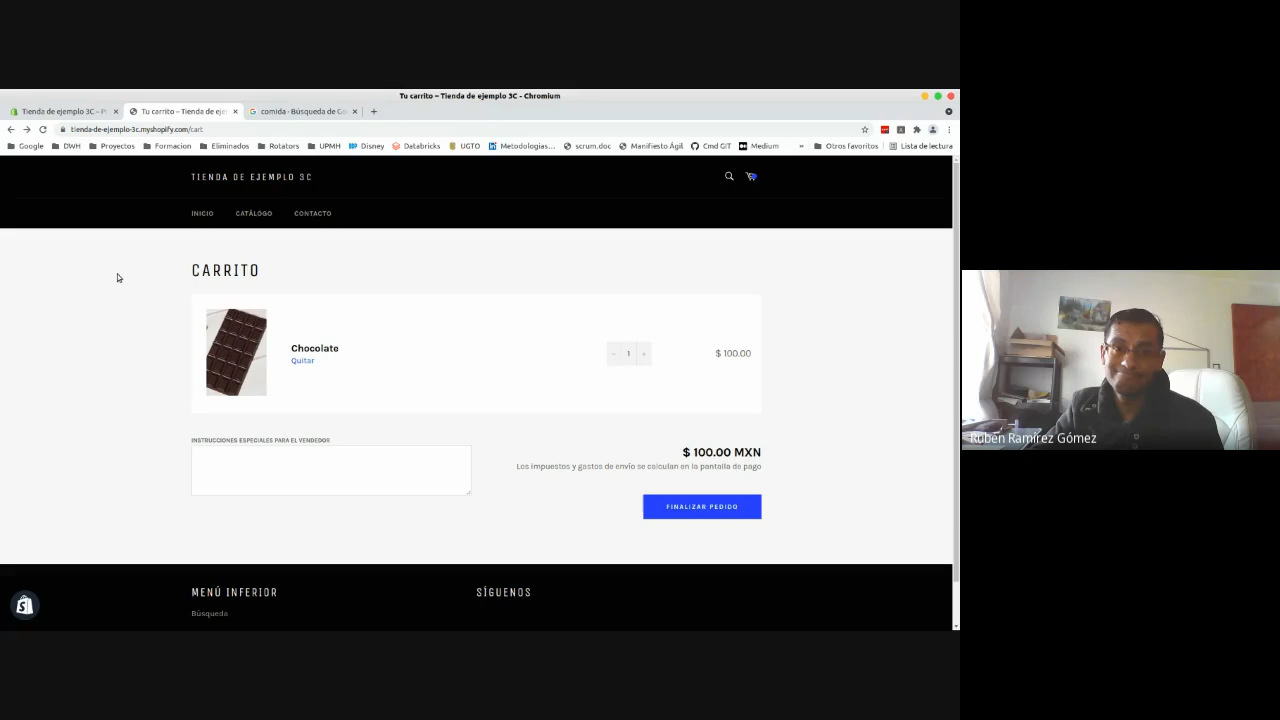 Tu carrito – Tienda de ejemplo 3C - Chromium
Tienda de ejemplo 3C – P
Tu carrito – Tienda de eje
comida - Búsqueda de Go
tienda-de-ejemplo-3c.myshopify.com/cart
Google DWH Proyectos Formacion Eliminados Rotators UPMH Disney Databricks UGTO Metodologias... scrum.doc Manifiesto Ágil Cmd GIT Medium » Otros favoritos Lista de lectura
TIENDA DE EJEMPLO 3C
INICIO CATÁLOGO CONTACTO
CARRITO
Chocolate
Quitar
− 1 +
$ 100.00
INSTRUCCIONES ESPECIALES PARA EL VENDEDOR
$ 100.00 MXN
Los impuestos y gastos de envío se calculan en la pantalla de pago
FINALIZAR PEDIDO
MENÚ INFERIOR
SÍGUENOS
Búsqueda
Rubén Ramírez Gómez